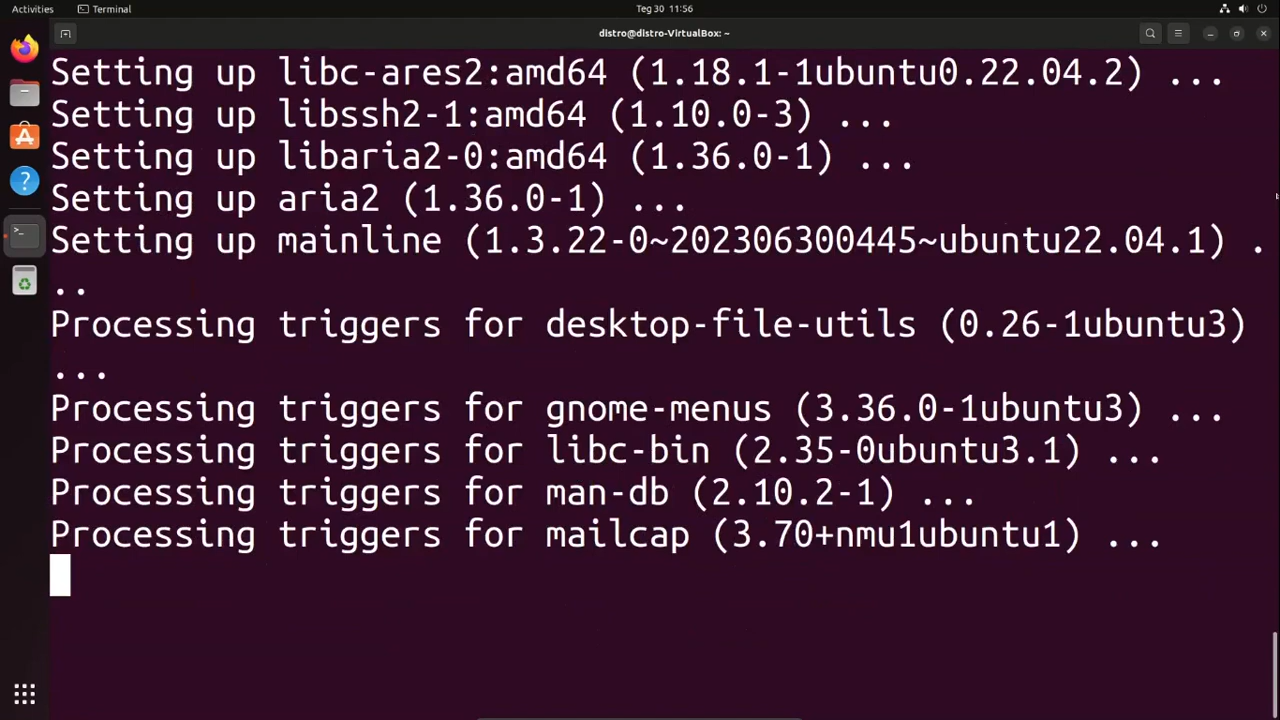 Activities
Terminal
Teg 30 11:56
distro@distro-VirtualBox: ~
Setting up libc-ares2:amd64 (1.18.1-1ubuntu0.22.04.2) ...
Setting up libssh2-1:amd64 (1.10.0-3) ...
Setting up libaria2-0:amd64 (1.36.0-1) ...
Setting up aria2 (1.36.0-1) ...
Setting up mainline (1.3.22-0~202306300445~ubuntu22.04.1) .
..
Processing triggers for desktop-file-utils (0.26-1ubuntu3)
...
Processing triggers for gnome-menus (3.36.0-1ubuntu3) ...
Processing triggers for libc-bin (2.35-0ubuntu3.1) ...
Processing triggers for man-db (2.10.2-1) ...
Processing triggers for mailcap (3.70+nmu1ubuntu1) ...